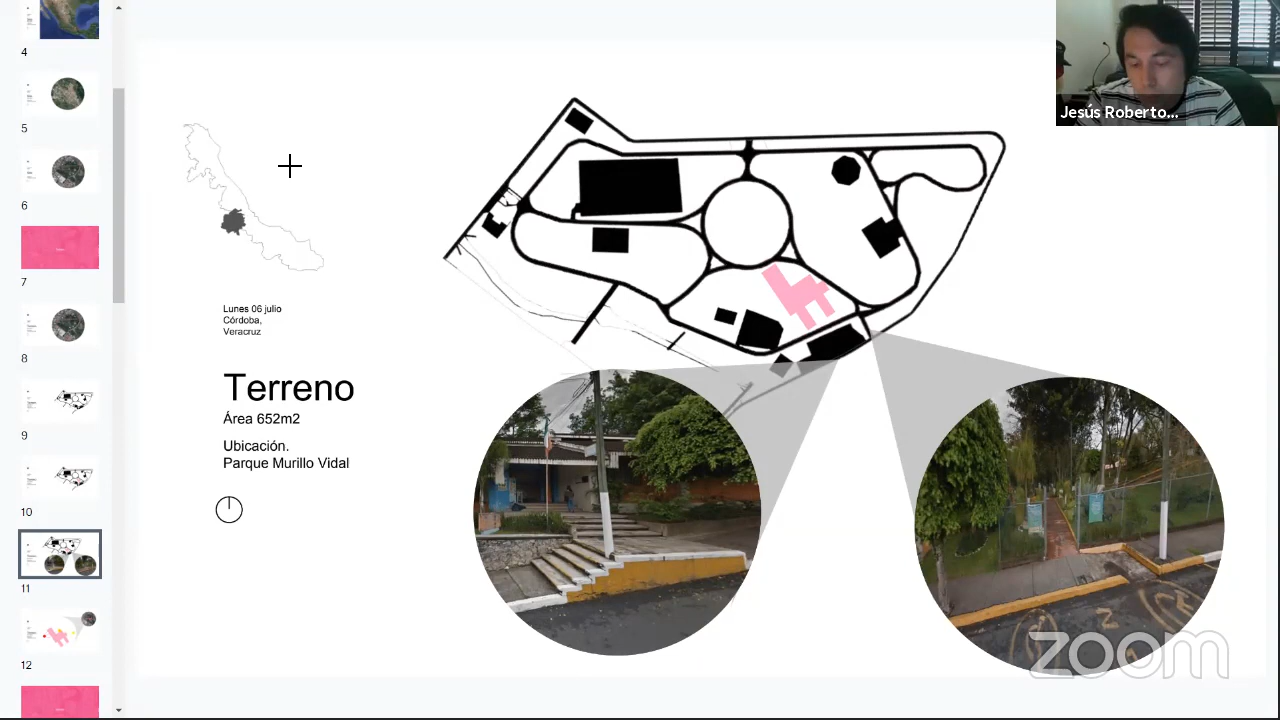 4
5
6
7
8
9
10
11
12
Lunes 06 julio
Córdoba,
Veracruz
Terreno
Área 652m2
Ubicación.
Parque Murillo Vidal
Jesús Roberto...
zoom